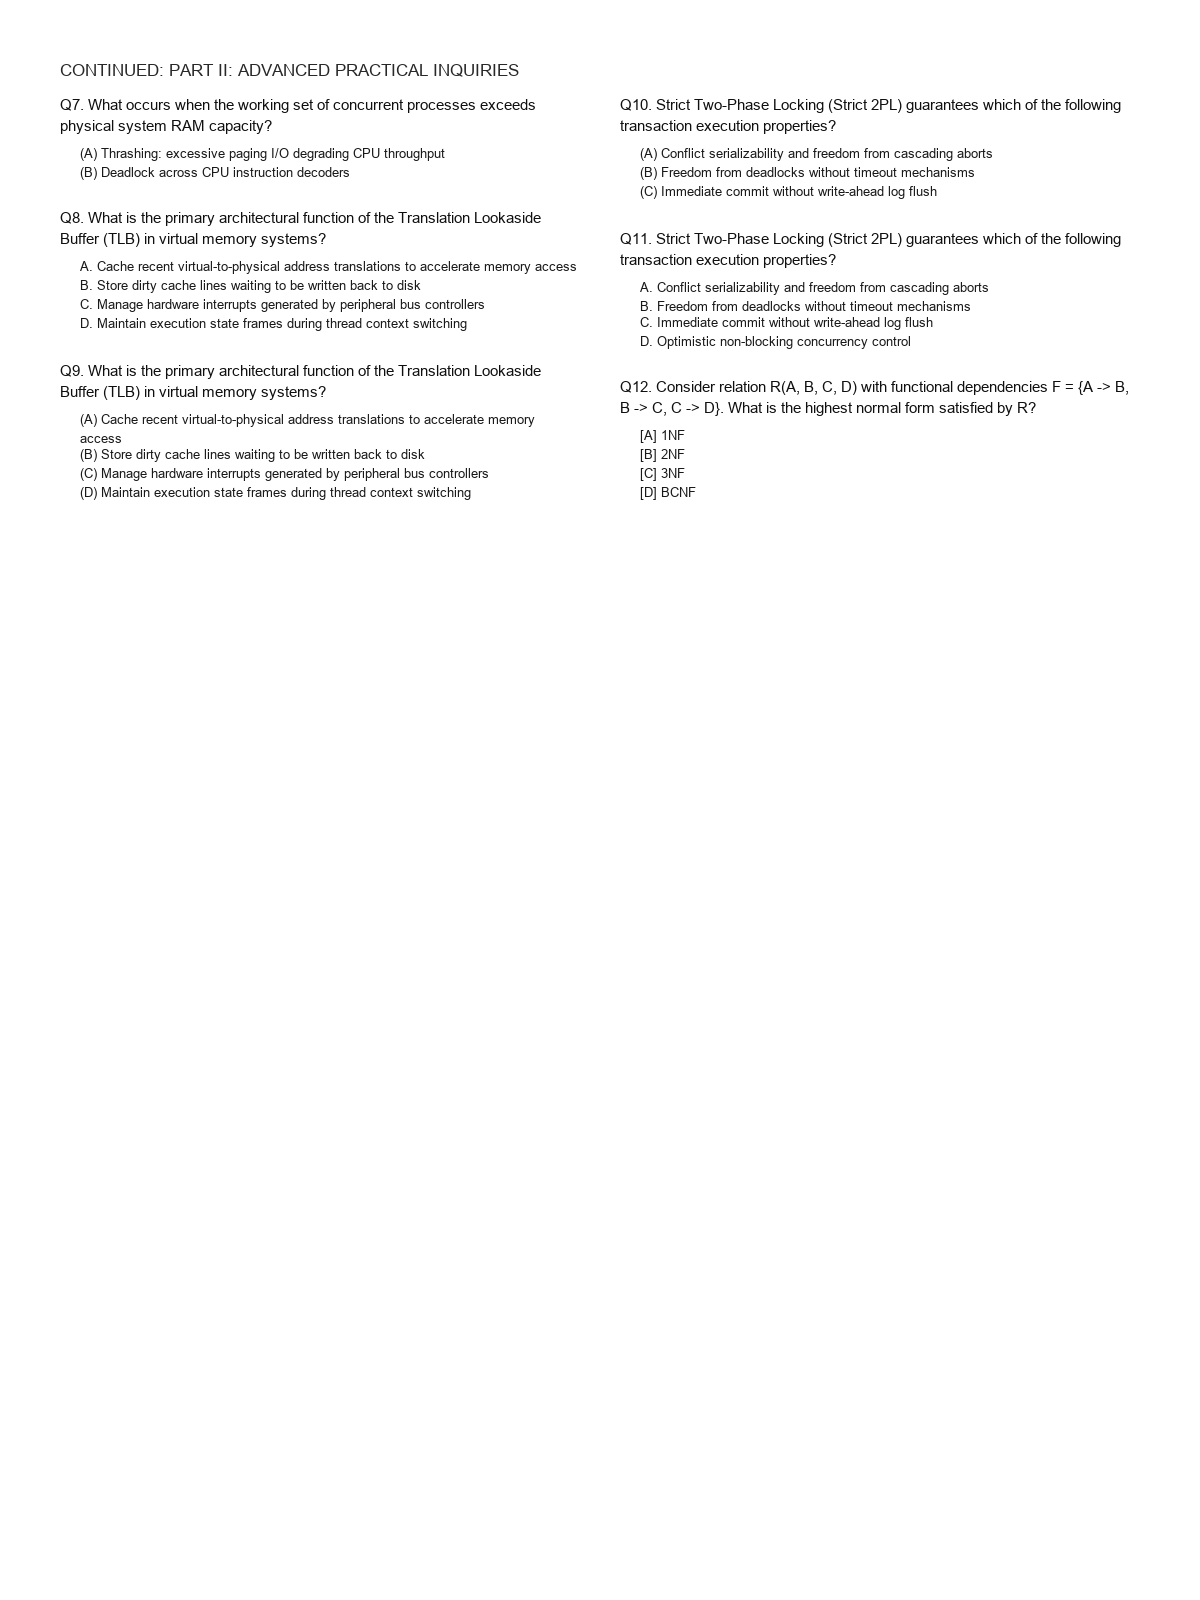 CONTINUED: PART II: ADVANCED PRACTICAL INQUIRIES
Q7. What occurs when the working set of concurrent processes exceeds
physical system RAM capacity?
(A) Thrashing: excessive paging I/O degrading CPU throughput
(B) Deadlock across CPU instruction decoders
Q8. What is the primary architectural function of the Translation Lookaside
Buffer (TLB) in virtual memory systems?
A. Cache recent virtual-to-physical address translations to accelerate memory access
B. Store dirty cache lines waiting to be written back to disk
C. Manage hardware interrupts generated by peripheral bus controllers
D. Maintain execution state frames during thread context switching
Q9. What is the primary architectural function of the Translation Lookaside
Buffer (TLB) in virtual memory systems?
(A) Cache recent virtual-to-physical address translations to accelerate memory
access
(B) Store dirty cache lines waiting to be written back to disk
(C) Manage hardware interrupts generated by peripheral bus controllers
(D) Maintain execution state frames during thread context switching
Q10. Strict Two-Phase Locking (Strict 2PL) guarantees which of the following
transaction execution properties?
(A) Conflict serializability and freedom from cascading aborts
(B) Freedom from deadlocks without timeout mechanisms
(C) Immediate commit without write-ahead log flush
Q11. Strict Two-Phase Locking (Strict 2PL) guarantees which of the following
transaction execution properties?
A. Conflict serializability and freedom from cascading aborts
B. Freedom from deadlocks without timeout mechanisms
C. Immediate commit without write-ahead log flush
D. Optimistic non-blocking concurrency control
Q12. Consider relation R(A, B, C, D) with functional dependencies F = {A -> B,
B -> C, C -> D}. What is the highest normal form satisfied by R?
[A] 1NF
[B] 2NF
[C] 3NF
[D] BCNF